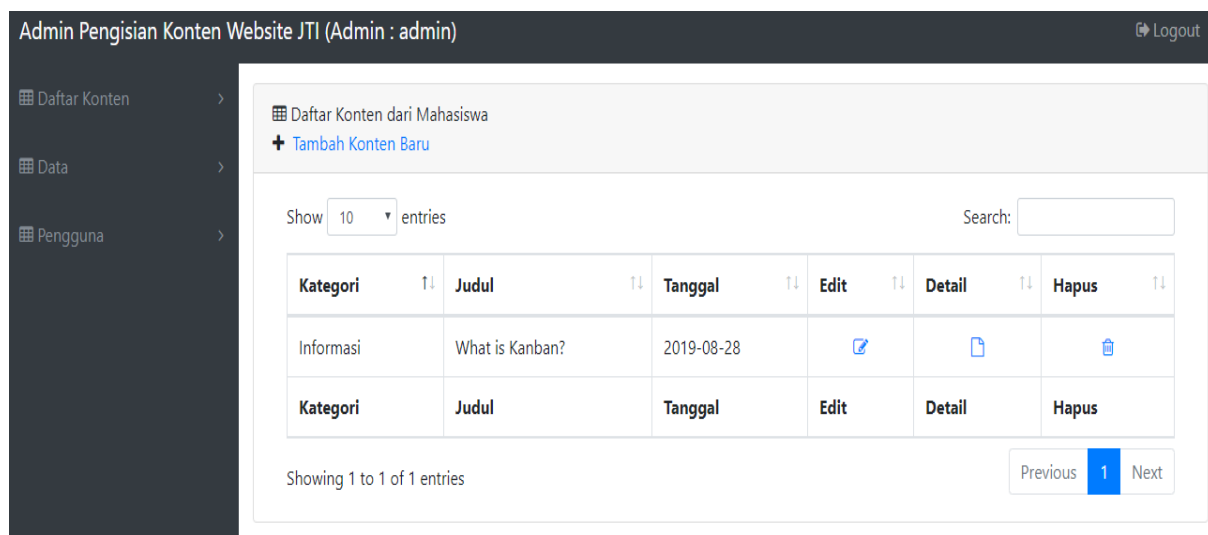 Admin Pengisian Konten Website JTI (Admin : admin)
Logout
Daftar Konten
Data
Pengguna
Daftar Konten dari Mahasiswa
Tambah Konten Baru
Show 10 entries
Search:
Kategori Judul Tanggal Edit Detail Hapus
Informasi What is Kanban? 2019-08-28
Kategori Judul Tanggal Edit Detail Hapus
Showing 1 to 1 of 1 entries
Previous 1 Next